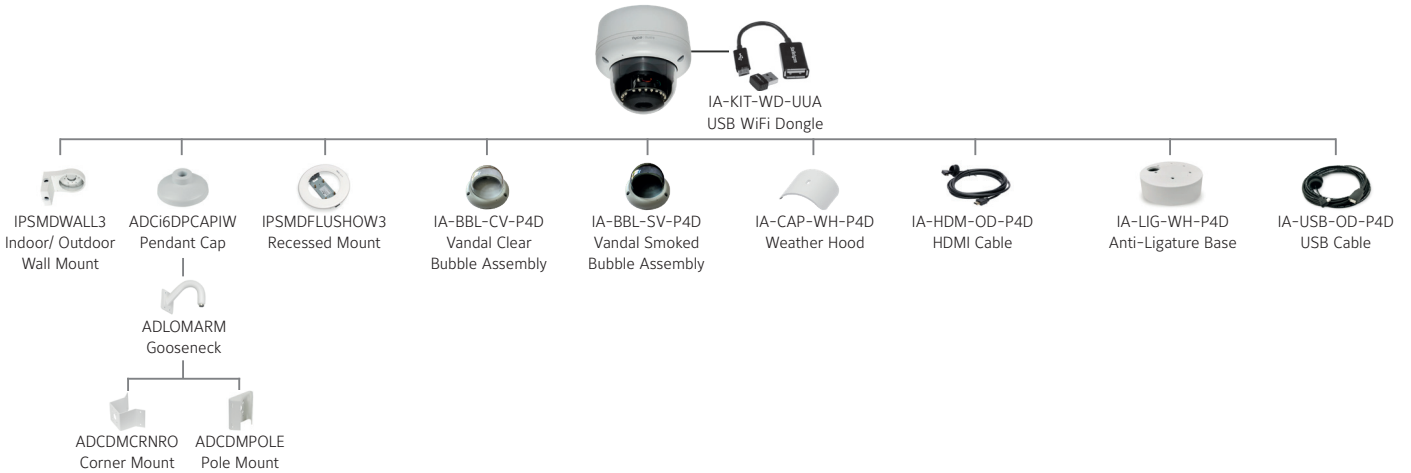 IA-KIT-WD-UUA
USB WiFi Dongle
IPSMDWALL3
Indoor/ Outdoor
Wall Mount
ADCi6DPCAPIW
Pendant Cap
IPSMDFLUSHOW3
Recessed Mount
IA-BBL-CV-P4D
Vandal Clear
Bubble Assembly
IA-BBL-SV-P4D
Vandal Smoked
Bubble Assembly
IA-CAP-WH-P4D
Weather Hood
IA-HDM-OD-P4D
HDMI Cable
IA-LIG-WH-P4D
Anti-Ligature Base
IA-USB-OD-P4D
USB Cable
ADLOMARM
Gooseneck
ADCDMCRNRO
Corner Mount
ADCDMPOLE
Pole Mount